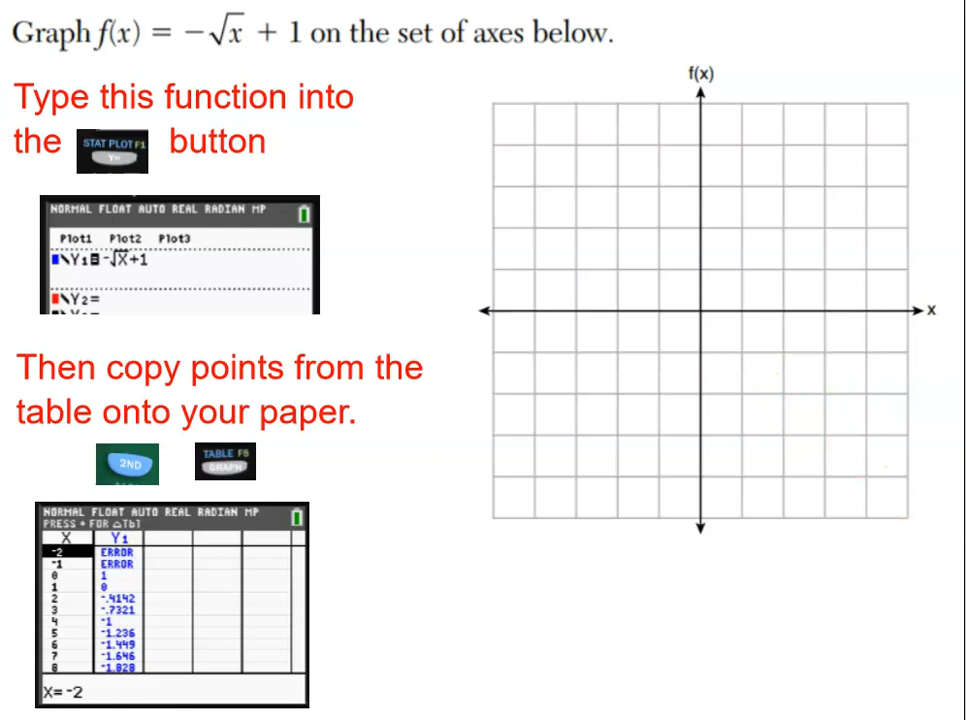 Graph f(x) = −√x + 1 on the set of axes below.
Type this function into
the STAT PLOT F1 Y= button
NORMAL FLOAT AUTO REAL RADIAN MP
Plot1 Plot2 Plot3
\Y1=-√X+1
\Y2=
Then copy points from the
table onto your paper.
2ND
TABLE F5
GRAPH
NORMAL FLOAT AUTO REAL RADIAN MP
PRESS + FOR △Tbl
X Y1
-2 ERROR
-1 ERROR
0 1
1 0
2 -.4142
3 -.7321
4 -1
5 -1.236
6 -1.449
7 -1.646
8 -1.828
X=-2
f(x)
x